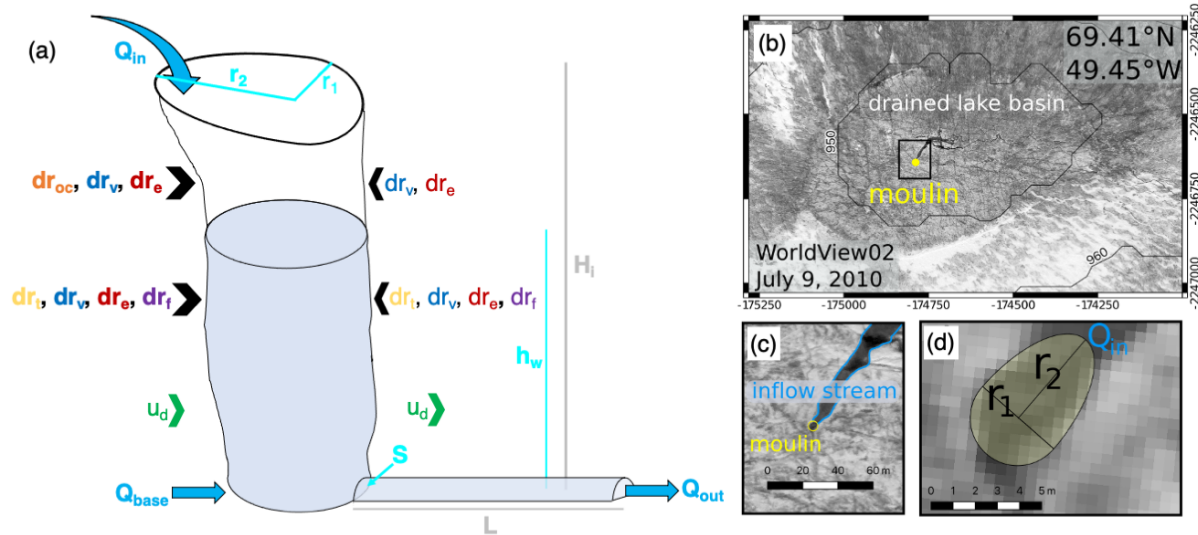 (a)
Q_in
r_2
r_1
dr_oc, dr_v, dr_e
dr_v, dr_e
H_i
dr_t, dr_v, dr_e, dr_f
dr_t, dr_v, dr_e, dr_f
h_w
u_d
u_d
S
Q_base
Q_out
L
(b)
69.41°N
49.45°W
drained lake basin
950
moulin
960
WorldView02
July 9, 2010
-2246250
-2246500
-2246750
-2247000
-175250
-175000
-174750
-174500
(c)
inflow stream
moulin
0 20 40 60 m
(d)
Q_in
r_2
r_1
0 1 2 3 4 5 m